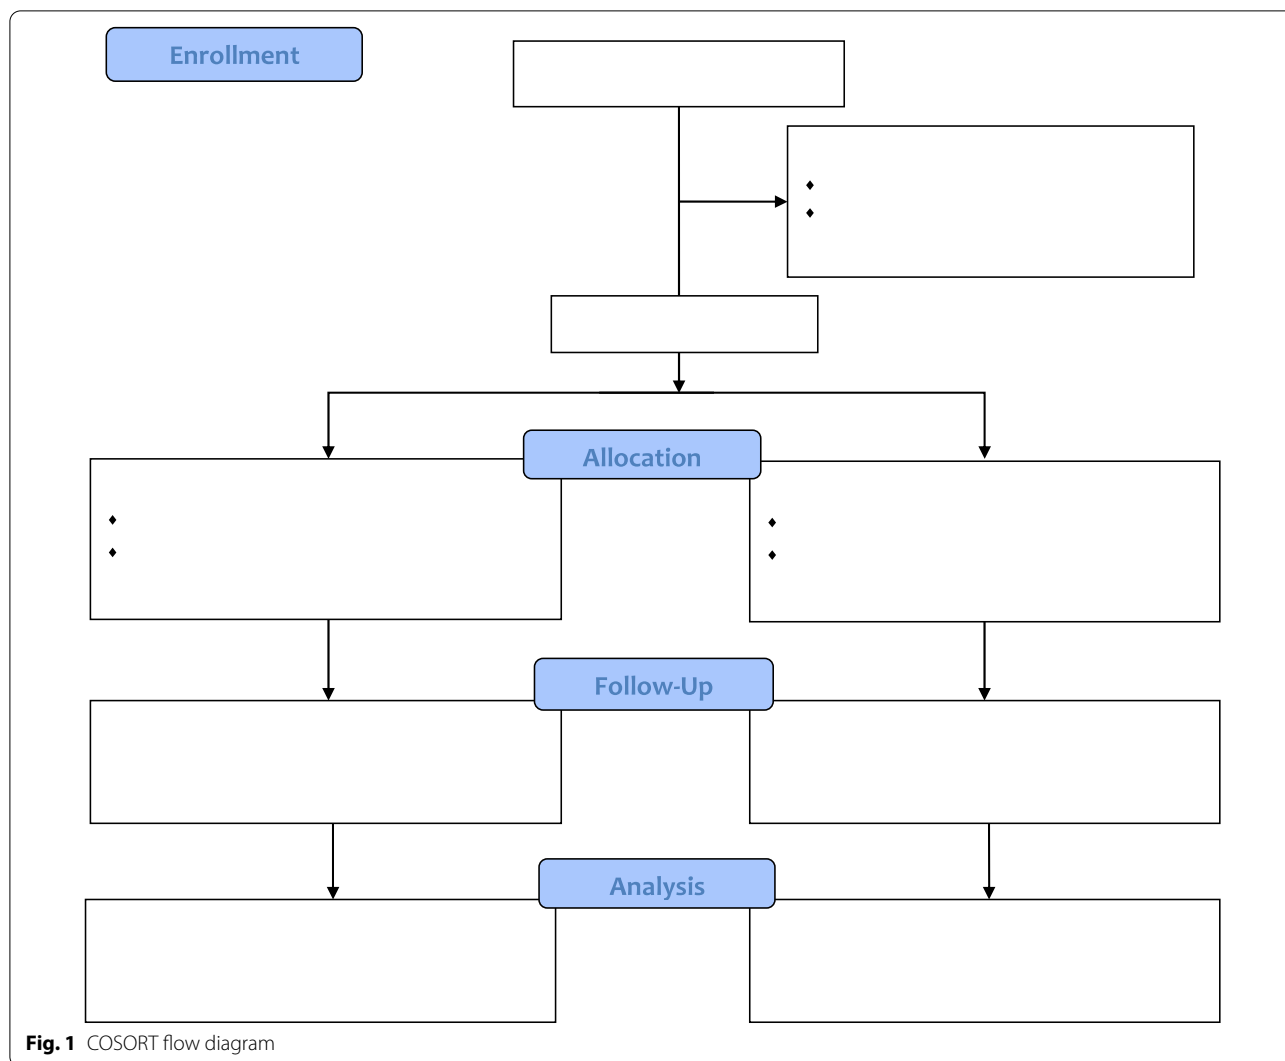 Enrollment
Allocation
Follow-Up
Analysis
Fig. 1 COSORT flow diagram